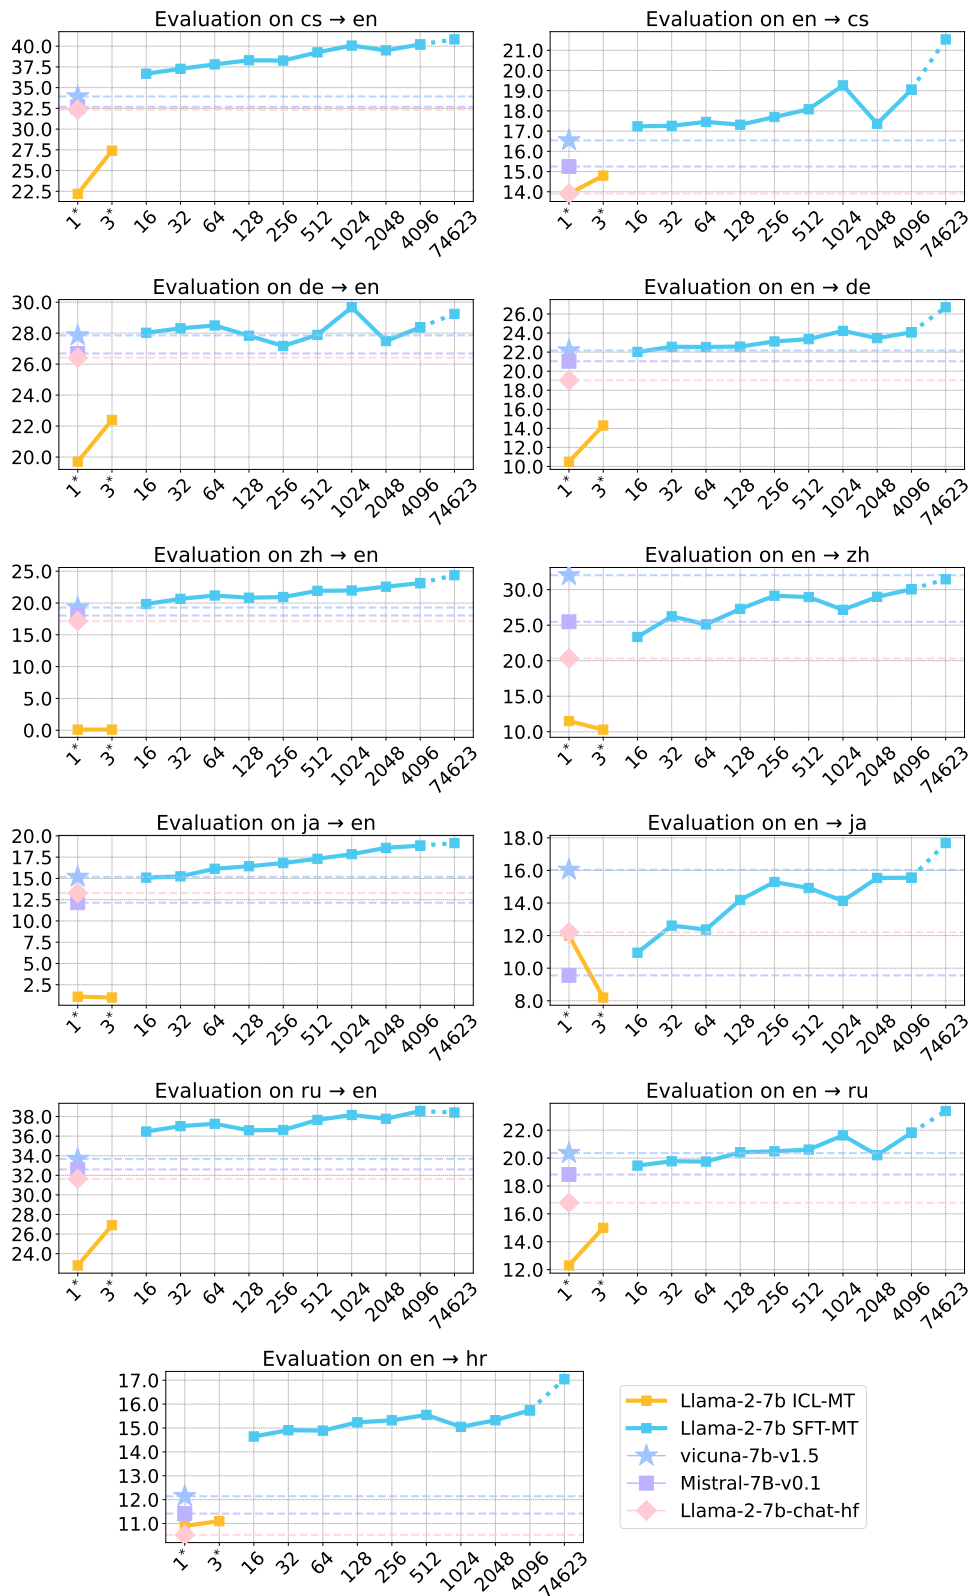 Evaluation on cs → en
40.0
37.5
35.0
32.5
30.0
27.5
25.0
22.5
1* 3* 16 32 64 128 256 512 1024 2048 4096 74623
Evaluation on en → cs
21.0
20.0
19.0
18.0
17.0
16.0
15.0
14.0
1* 3* 16 32 64 128 256 512 1024 2048 4096 74623
Evaluation on de → en
30.0
28.0
26.0
24.0
22.0
20.0
1* 3* 16 32 64 128 256 512 1024 2048 4096 74623
Evaluation on en → de
26.0
24.0
22.0
20.0
18.0
16.0
14.0
12.0
10.0
1* 3* 16 32 64 128 256 512 1024 2048 4096 74623
Evaluation on zh → en
25.0
20.0
15.0
10.0
5.0
0.0
1* 3* 16 32 64 128 256 512 1024 2048 4096 74623
Evaluation on en → zh
30.0
25.0
20.0
15.0
10.0
1* 3* 16 32 64 128 256 512 1024 2048 4096 74623
Evaluation on ja → en
20.0
17.5
15.0
12.5
10.0
7.5
5.0
2.5
1* 3* 16 32 64 128 256 512 1024 2048 4096 74623
Evaluation on en → ja
18.0
16.0
14.0
12.0
10.0
8.0
1* 3* 16 32 64 128 256 512 1024 2048 4096 74623
Evaluation on ru → en
38.0
36.0
34.0
32.0
30.0
28.0
26.0
24.0
1* 3* 16 32 64 128 256 512 1024 2048 4096 74623
Evaluation on en → ru
22.0
20.0
18.0
16.0
14.0
12.0
1* 3* 16 32 64 128 256 512 1024 2048 4096 74623
Evaluation on en → hr
17.0
16.0
15.0
14.0
13.0
12.0
11.0
1* 3* 16 32 64 128 256 512 1024 2048 4096 74623
Llama-2-7b ICL-MT
Llama-2-7b SFT-MT
vicuna-7b-v1.5
Mistral-7B-v0.1
Llama-2-7b-chat-hf